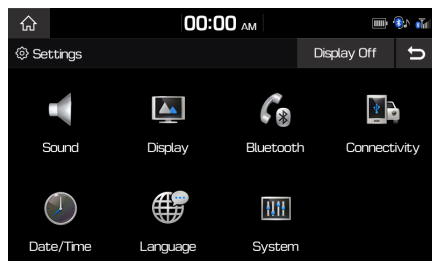 00:00 AM
Settings
Display Off
Sound
Display
Bluetooth
Connectivity
Date/Time
Language
System